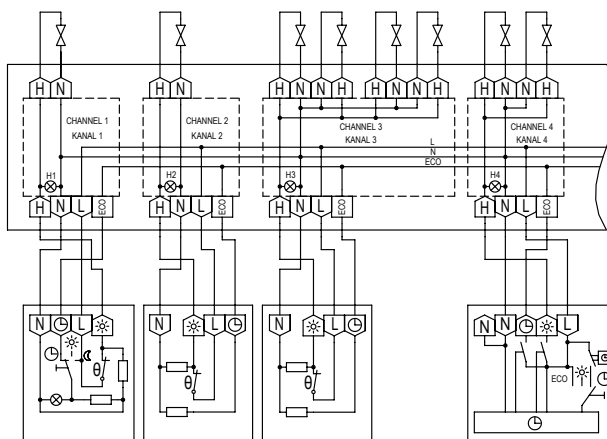 H N H N H N N H H N N H H N N H
CHANNEL 1 CHANNEL 2 CHANNEL 3 CHANNEL 4
KANAL 1 KANAL 2 KANAL 3 KANAL 4
L
N
ECO
H1 H2 H3 H4
H N L ECO H N L ECO H N L ECO H N L ECO
N L N L N L N N L
θ θ θ
ECO